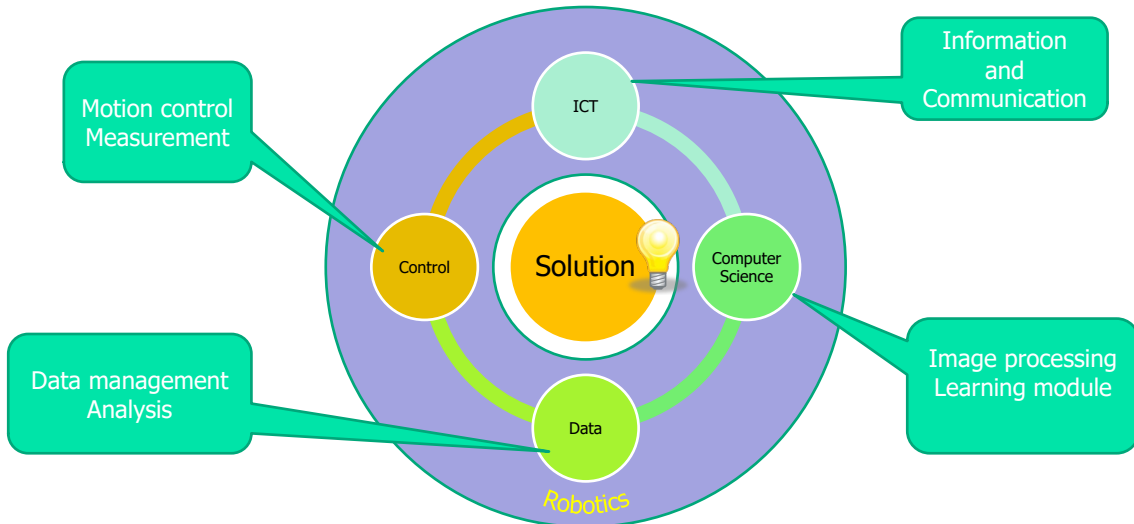 Information
and
Communication
Motion control
Measurement
ICT
Control
Solution
Computer
Science
Image processing
Learning module
Data management
Analysis
Data
Robotics